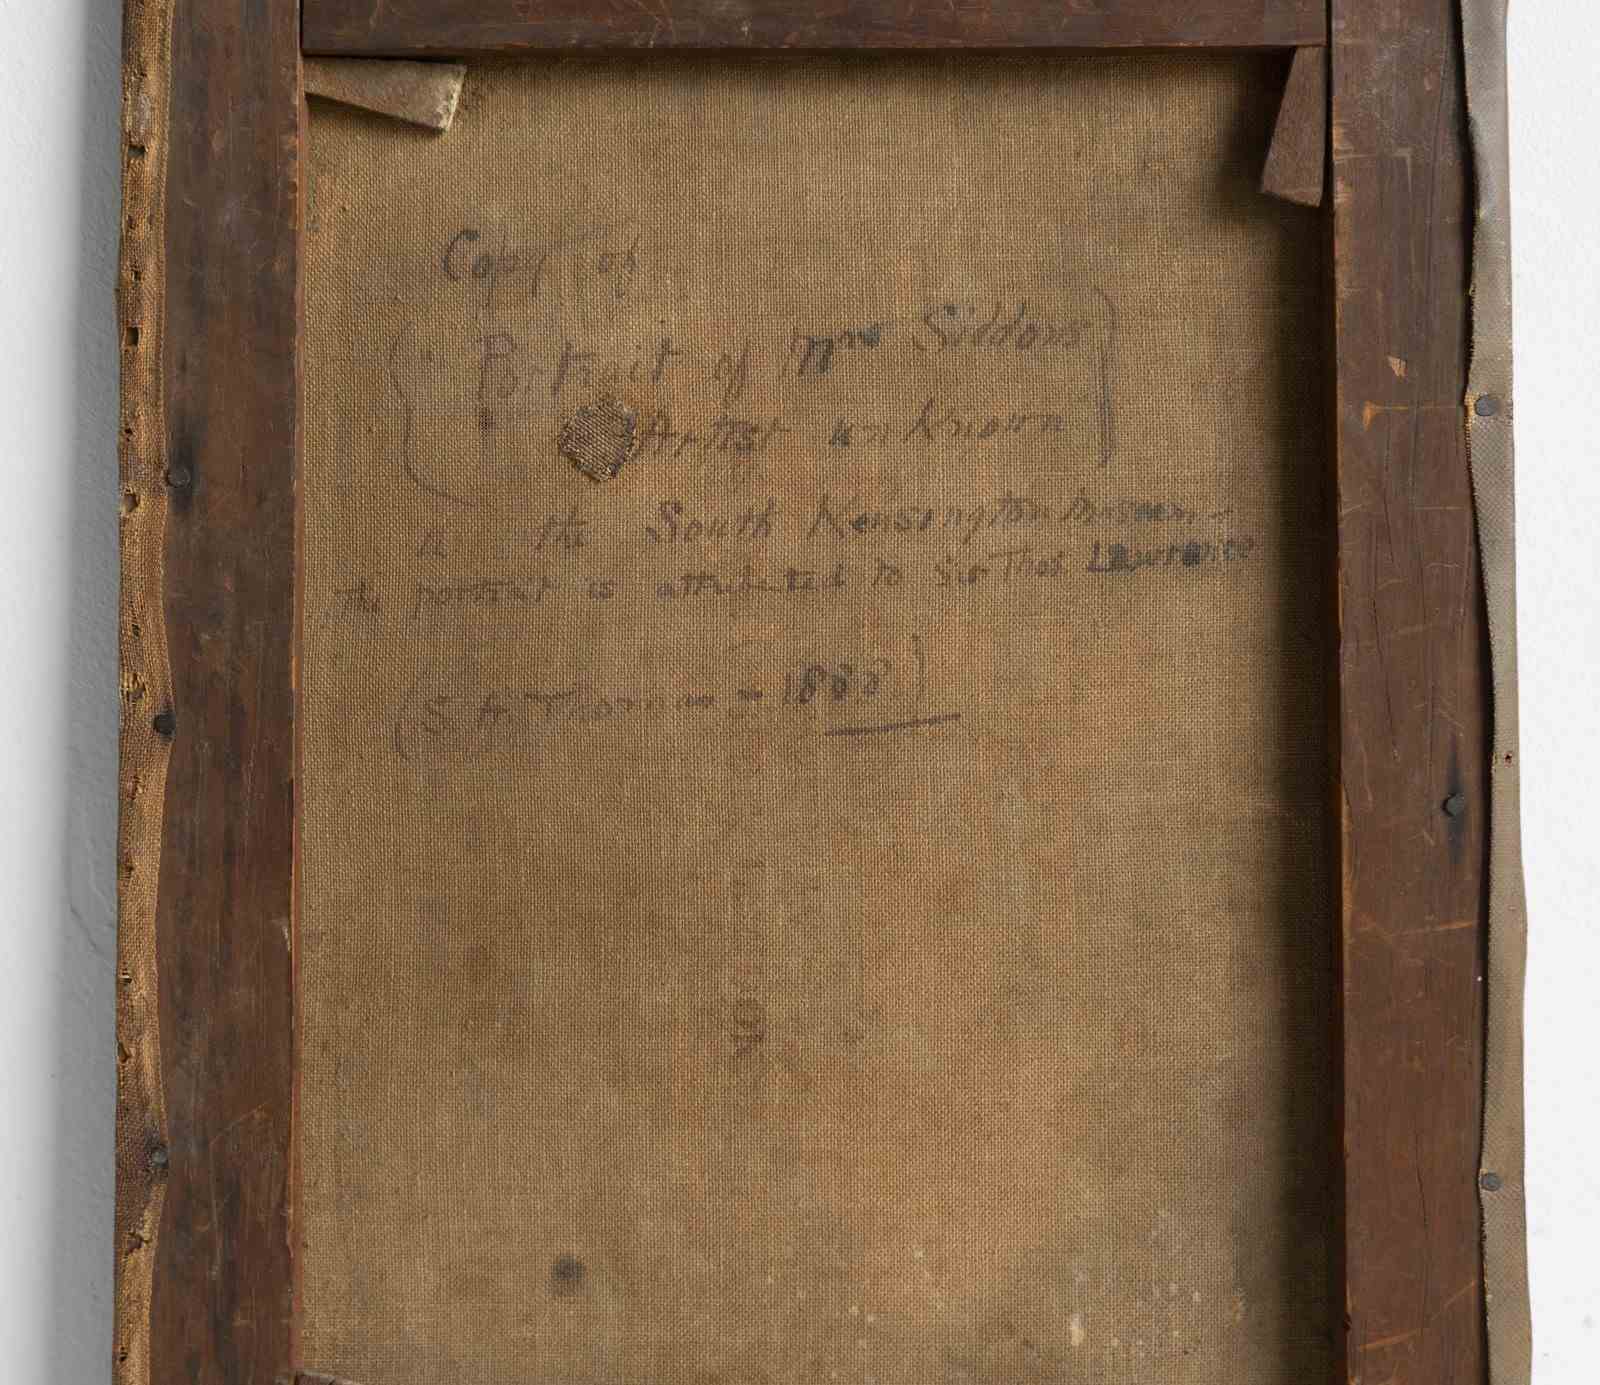 Copy of
(Portrait of Mrs Siddons)
Artist unknown
In the South Kensington Museum -
the portrait is attributed to Sir Thos Lawrence
(S. A. Thomas - 1888)